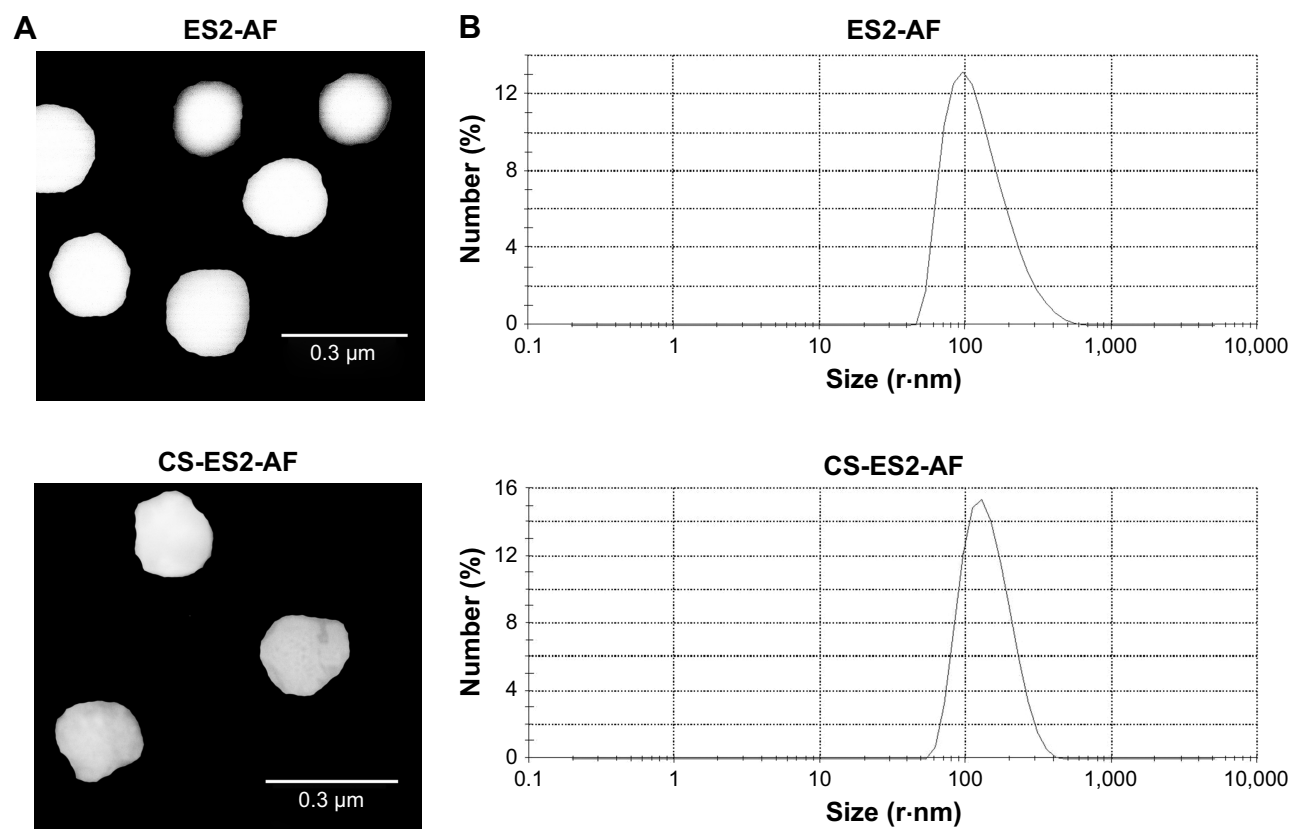 A
ES2-AF
0.3 µm
CS-ES2-AF
0.3 µm
B
ES2-AF
Number (%)
12
8
4
0
0.1 1 10 100 1,000 10,000
Size (r·nm)
CS-ES2-AF
Number (%)
16
12
8
4
0
0.1 1 10 100 1,000 10,000
Size (r·nm)